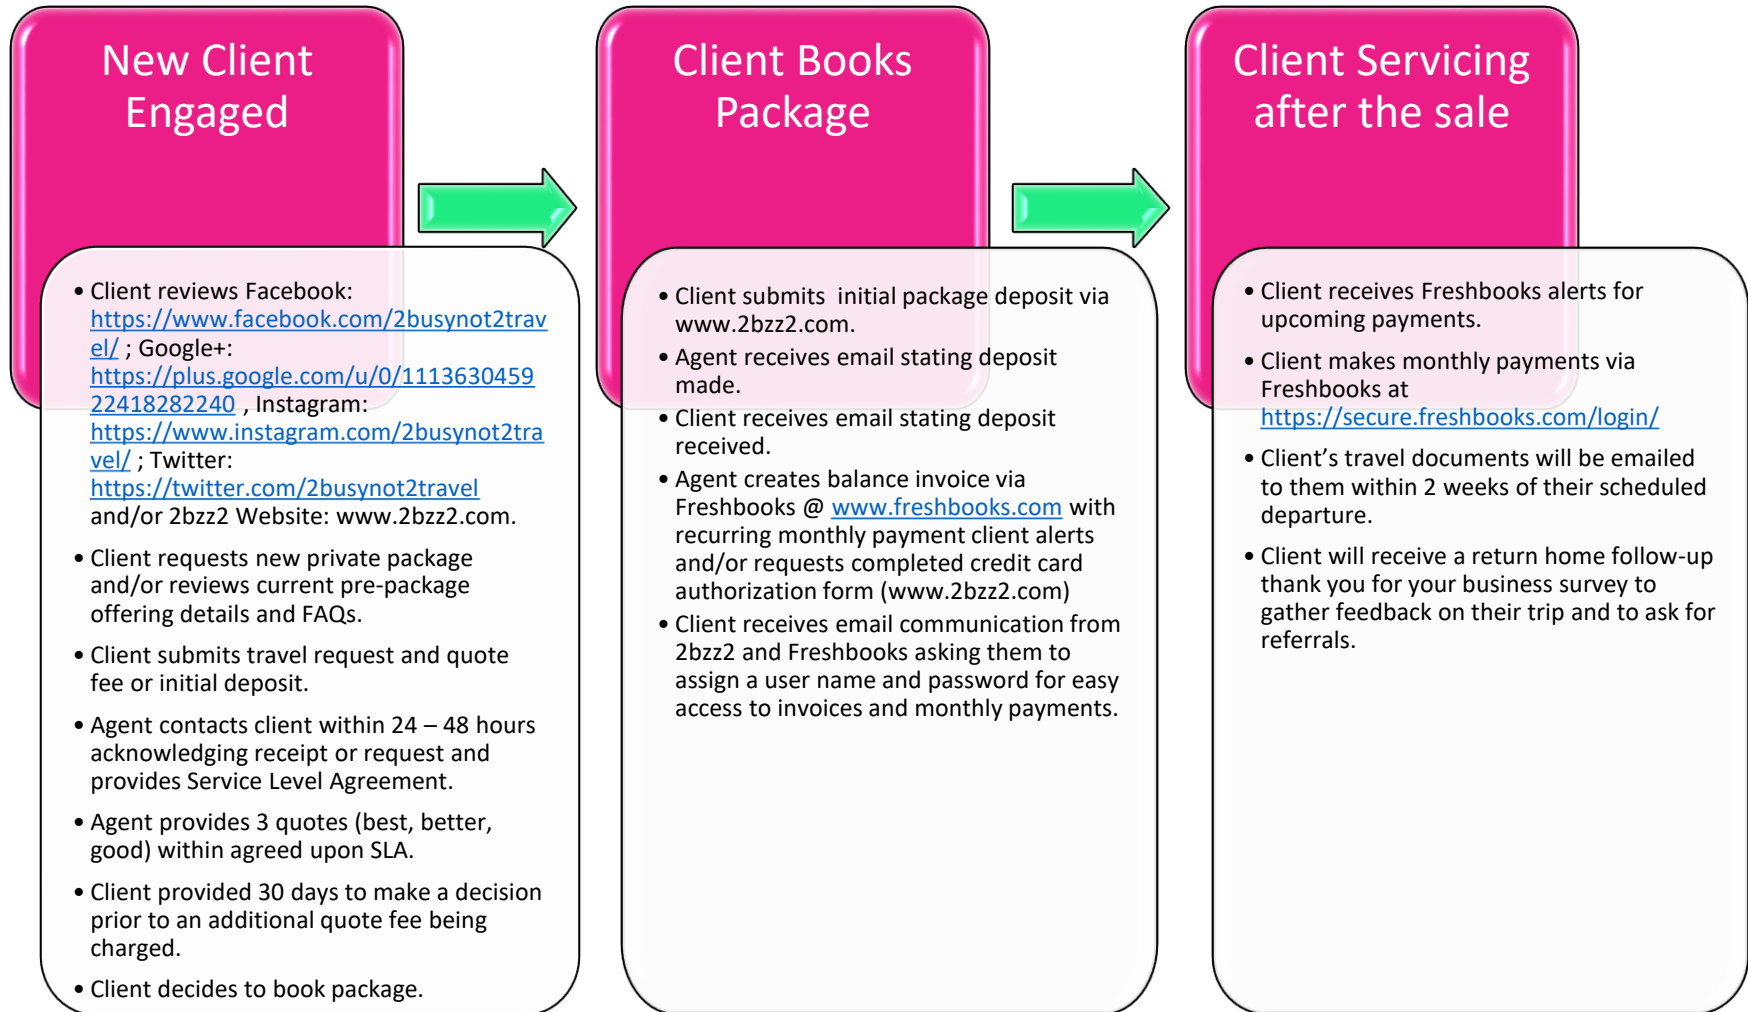 New Client
Engaged
• Client reviews Facebook:
https://www.facebook.com/2busynot2trav
el/ ; Google+:
https://plus.google.com/u/0/1113630459
22418282240 , Instagram:
https://www.instagram.com/2busynot2tra
vel/ ; Twitter:
https://twitter.com/2busynot2travel
and/or 2bzz2 Website: www.2bzz2.com.
• Client requests new private package
and/or reviews current pre-package
offering details and FAQs.
• Client submits travel request and quote
fee or initial deposit.
• Agent contacts client within 24 – 48 hours
acknowledging receipt or request and
provides Service Level Agreement.
• Agent provides 3 quotes (best, better,
good) within agreed upon SLA.
• Client provided 30 days to make a decision
prior to an additional quote fee being
charged.
• Client decides to book package.
Client Books
Package
• Client submits  initial package deposit via
www.2bzz2.com.
• Agent receives email stating deposit
made.
• Client receives email stating deposit
received.
• Agent creates balance invoice via
Freshbooks @ www.freshbooks.com with
recurring monthly payment client alerts
and/or requests completed credit card
authorization form (www.2bzz2.com)
• Client receives email communication from
2bzz2 and Freshbooks asking them to
assign a user name and password for easy
access to invoices and monthly payments.
Client Servicing
after the sale
• Client receives Freshbooks alerts for
upcoming payments.
• Client makes monthly payments via
Freshbooks at
https://secure.freshbooks.com/login/
• Client’s travel documents will be emailed
to them within 2 weeks of their scheduled
departure.
• Client will receive a return home follow-up
thank you for your business survey to
gather feedback on their trip and to ask for
referrals.